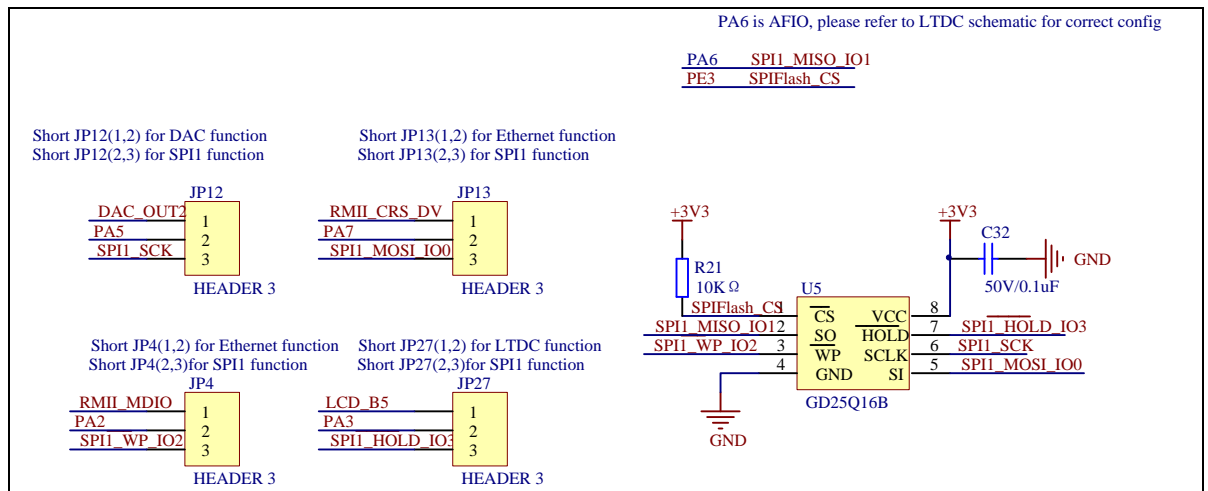 PA6 is AFIO, please refer to LTDC schematic for correct config
PA6 SPI1_MISO_IO1
PE3 SPIFlash_CS
Short JP12(1,2) for DAC function
Short JP12(2,3) for SPI1 function
JP12
DAC_OUT2 1
PA5 2
SPI1_SCK 3
HEADER 3
Short JP13(1,2) for Ethernet function
Short JP13(2,3) for SPI1 function
JP13
RMII_CRS_DV 1
PA7 2
SPI1_MOSI_IO0 3
HEADER 3
Short JP4(1,2) for Ethernet function
Short JP4(2,3)for SPI1 function
JP4
RMII_MDIO 1
PA2 2
SPI1_WP_IO2 3
HEADER 3
Short JP27(1,2) for LTDC function
Short JP27(2,3)for SPI1 function
JP27
LCD_B5 1
PA3 2
SPI1_HOLD_IO3 3
HEADER 3
+3V3
R21
10KΩ
+3V3
C32
GND
50V/0.1uF
U5
SPIFlash_CS 1 CS VCC 8
SPI1_MISO_IO1 2 SO HOLD 7 SPI1_HOLD_IO3
SPI1_WP_IO2 3 WP SCLK 6 SPI1_SCK
4 GND SI 5 SPI1_MOSI_IO0
GD25Q16B
GND